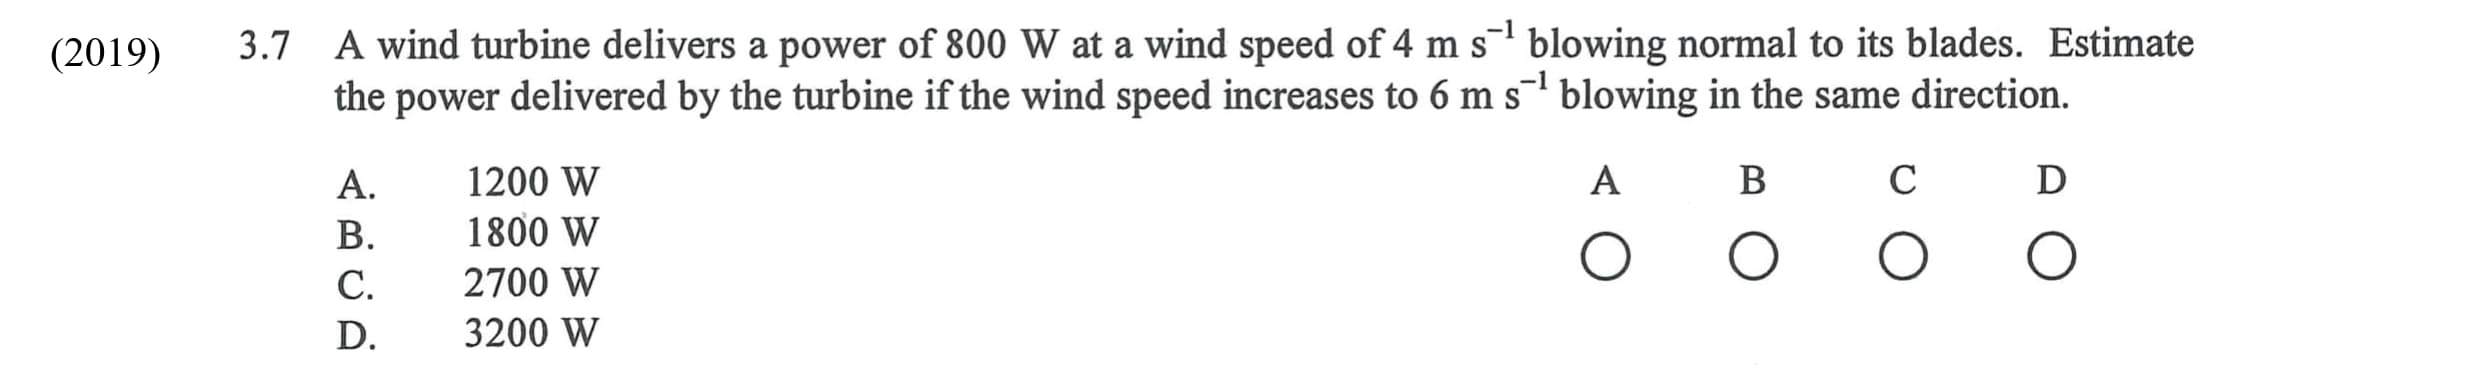 (2019) 3.7 A wind turbine delivers a power of 800 W at a wind speed of 4 m s⁻¹ blowing normal to its blades. Estimate
the power delivered by the turbine if the wind speed increases to 6 m s⁻¹ blowing in the same direction.
A. 1200 W A B C D
B. 1800 W
C. 2700 W
D. 3200 W